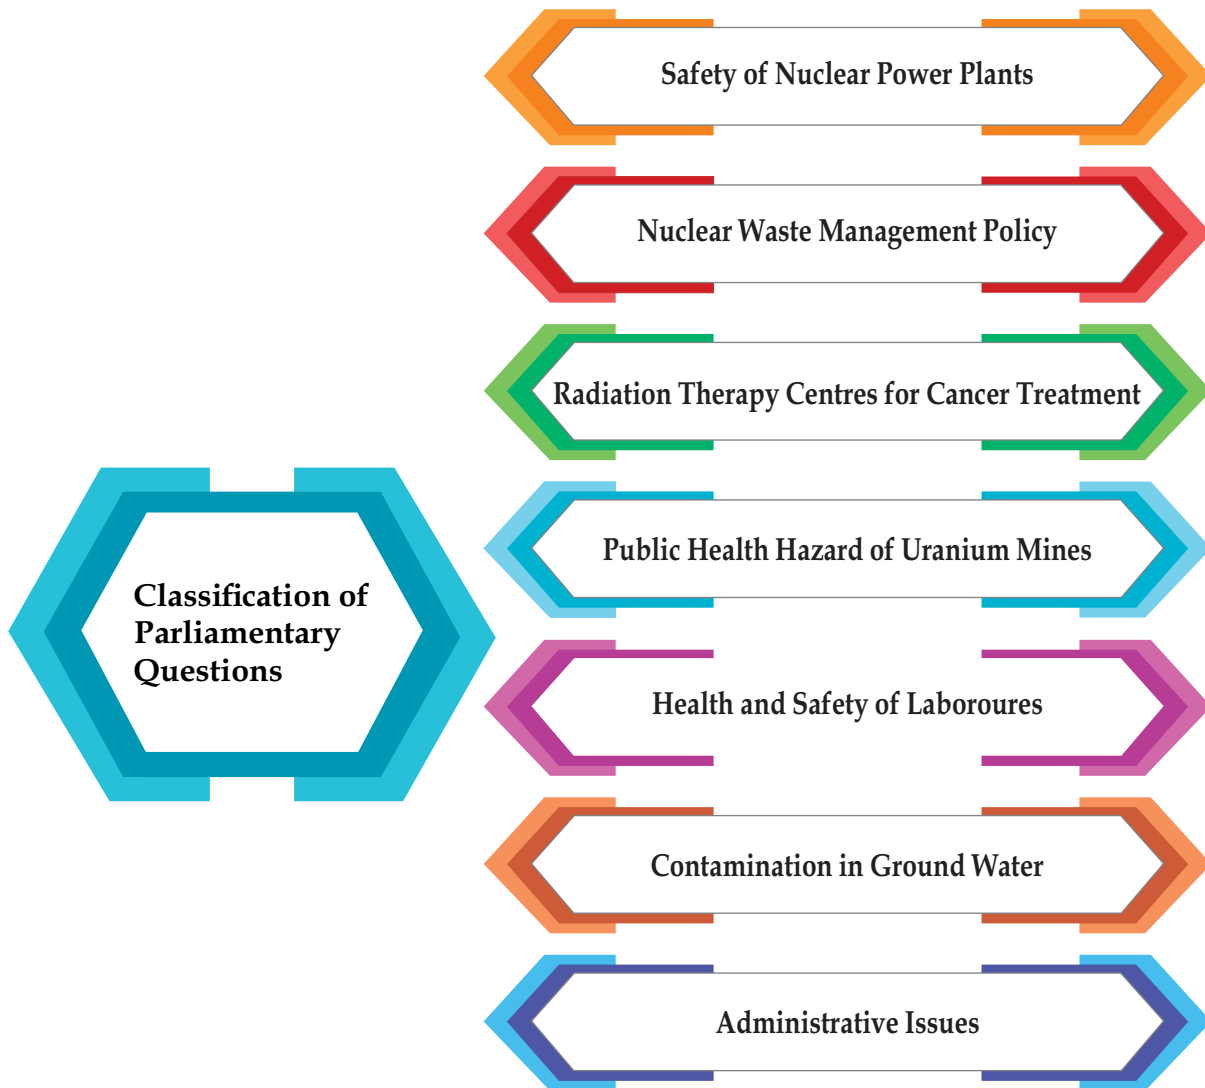 Safety of Nuclear Power Plants
Nuclear Waste Management Policy
Radiation Therapy Centres for Cancer Treatment
Public Health Hazard of Uranium Mines
Classification of
Parliamentary
Questions
Health and Safety of Laboroures
Contamination in Ground Water
Administrative Issues